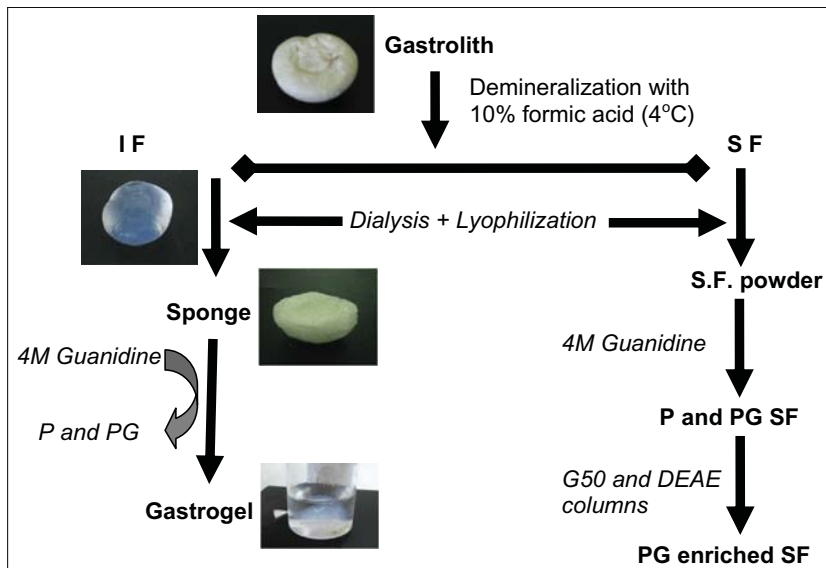 Gastrolith
Demineralization with
10% formic acid (4°C)
I F
S F
Dialysis + Lyophilization
S.F. powder
Sponge
4M Guanidine
4M Guanidine
P and PG
P and PG SF
G50 and DEAE
columns
Gastrogel
PG enriched SF